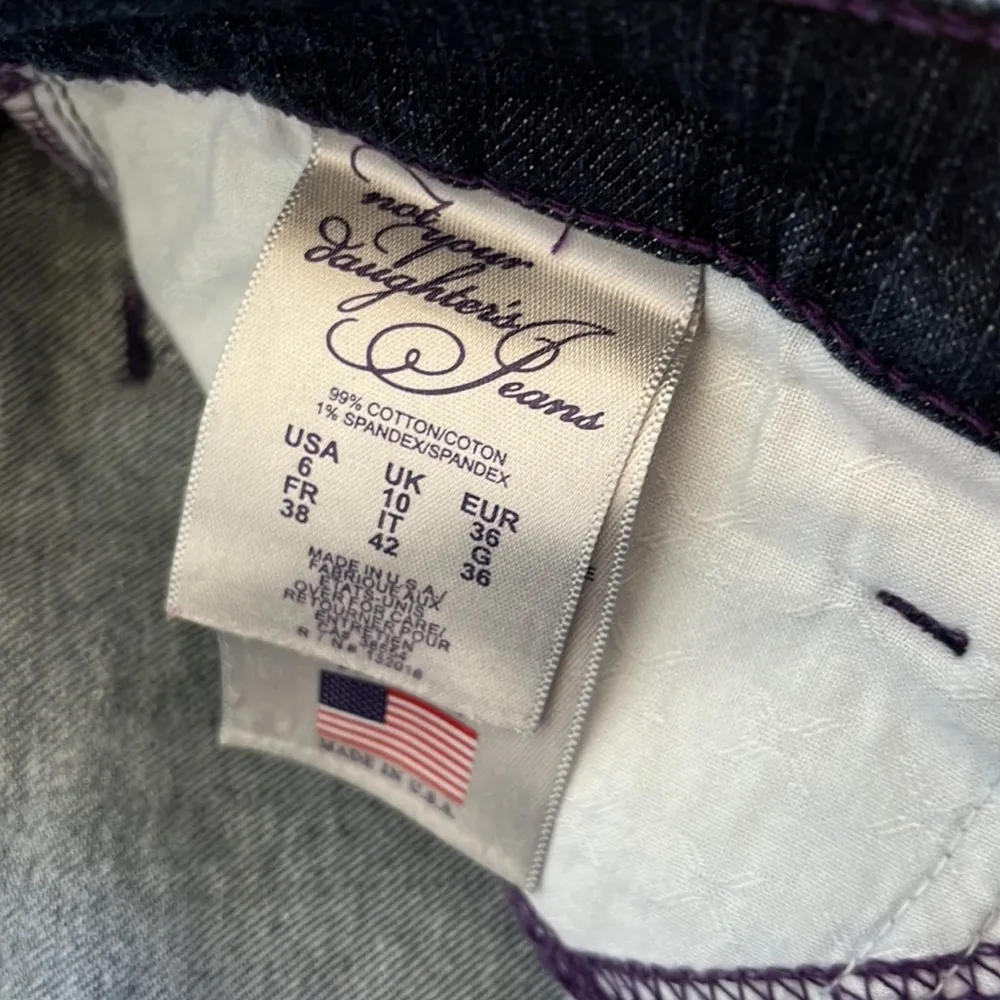 not your
daughter's
Jeans
99% COTTON/COTON
1% SPANDEX/SPANDEX
USA UK EUR
6 10 36
FR IT G
38 42 36
MADE IN U.S.A/
FABRIQUE AUX
ETATS-UNIS
OVER FOR CARE/
RETOURNER POUR
ENTRETIEN
MADE IN U.S.A